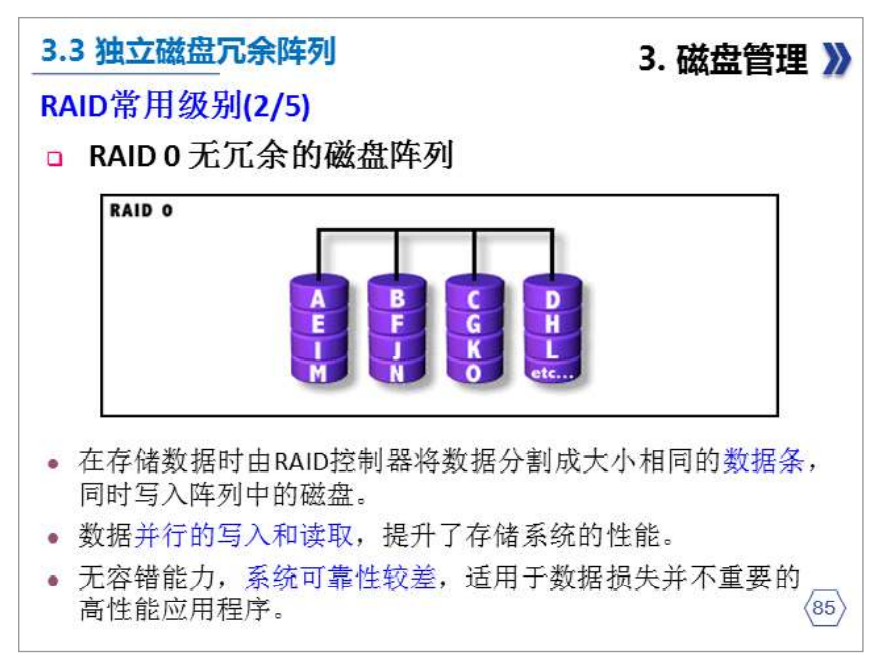 3.3 独立磁盘冗余阵列
3. 磁盘管理
RAID常用级别(2/5)
RAID 0 无冗余的磁盘阵列
RAID 0
A B C D
E F G H
I J K L
M N O etc...
在存储数据时由RAID控制器将数据分割成大小相同的数据条，
同时写入阵列中的磁盘。
数据并行的写入和读取，提升了存储系统的性能。
无容错能力，系统可靠性较差，适用于数据损失并不重要的
高性能应用程序。
85